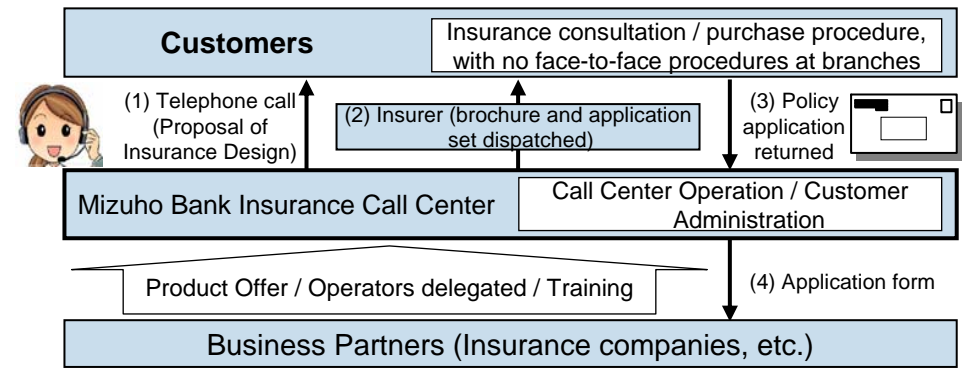 Customers
Insurance consultation / purchase procedure,
with no face-to-face procedures at branches
(1) Telephone call
(Proposal of
Insurance Design)
(2) Insurer (brochure and application
set dispatched)
(3) Policy
application
returned
Mizuho Bank Insurance Call Center
Call Center Operation / Customer
Administration
Product Offer / Operators delegated / Training
(4) Application form
Business Partners (Insurance companies, etc.)